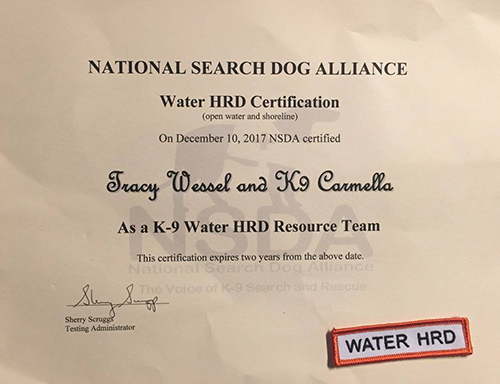 NATIONAL SEARCH DOG ALLIANCE
Water HRD Certification
(open water and shoreline)
On December 10, 2017 NSDA certified
Tracy Wessel and K9 Carmella
As a K-9 Water HRD Resource Team
NSDA
This certification expires two years from the above date.
National Search Dog Alliance
The Voice of K-9 Search and Rescue
Sherry Scruggs
Sherry Scruggs
Testing Administrator
WATER HRD